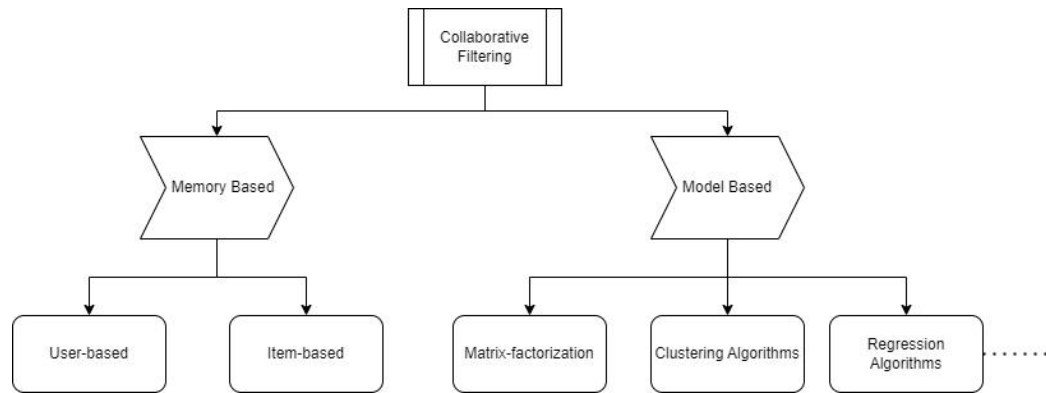 Collaborative
Filtering
Memory Based
Model Based
User-based
Item-based
Matrix-factorization
Clustering Algorithms
Regression
Algorithms